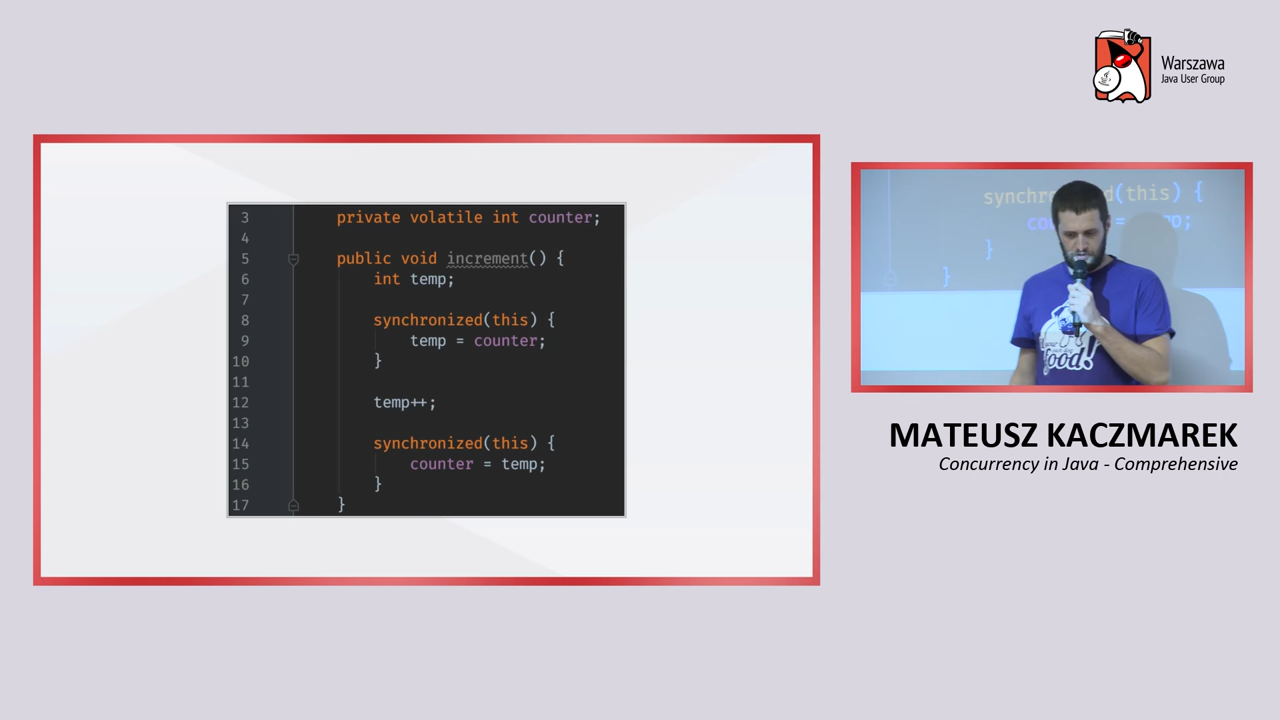 Warszawa
Java User Group
3 private volatile int counter;
4
5 public void increment() {
6 int temp;
7
8 synchronized(this) {
9 temp = counter;
10 }
11
12 temp++;
13
14 synchronized(this) {
15 counter = temp;
16 }
17 }
(this) {
}
}
food!
MATEUSZ KACZMAREK
Concurrency in Java - Comprehensive